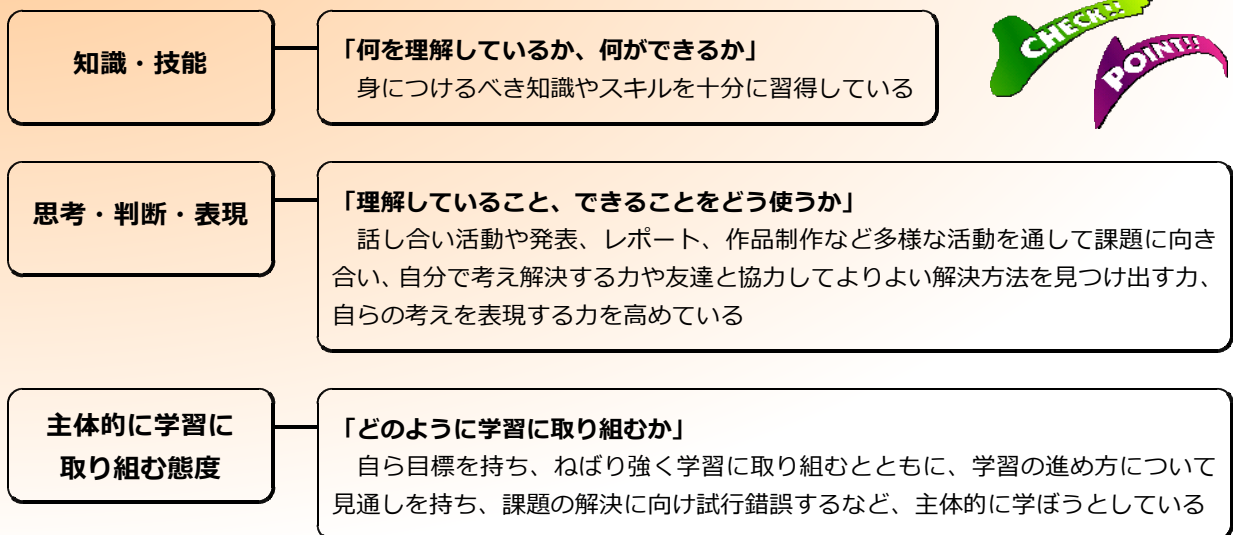 CHECK!!
POINT!!
知識・技能
「何を理解しているか、何ができるか」
身につけるべき知識やスキルを十分に習得している
思考・判断・表現
「理解していること、できることをどう使うか」
話し合い活動や発表、レポート、作品制作など多様な活動を通して課題に向き
合い、自分で考え解決する力や友達と協力してよりよい解決方法を見つけ出す力、
自らの考えを表現する力を高めている
主体的に学習に
取り組む態度
「どのように学習に取り組むか」
自ら目標を持ち、ねばり強く学習に取り組むとともに、学習の進め方について
見通しを持ち、課題の解決に向け試行錯誤するなど、主体的に学ぼうとしている